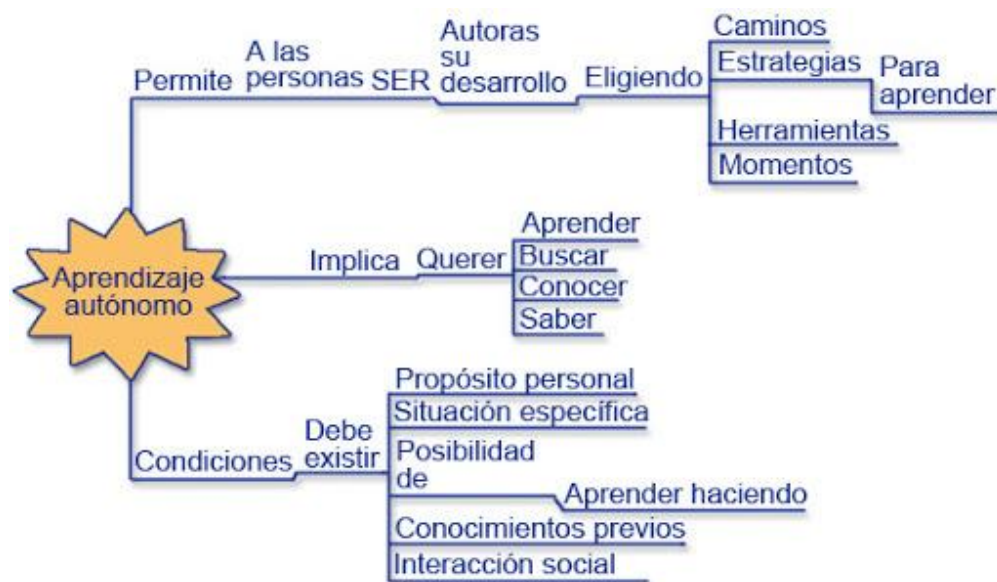 Permite
A las
personas
SER
Autoras
su
desarrollo
Eligiendo
Caminos
Estrategias
Para
aprender
Herramientas
Momentos
Aprendizaje
autónomo
Implica
Querer
Aprender
Buscar
Conocer
Saber
Condiciones
Debe
existir
Propósito personal
Situación específica
Posibilidad
de
Aprender haciendo
Conocimientos previos
Interacción social